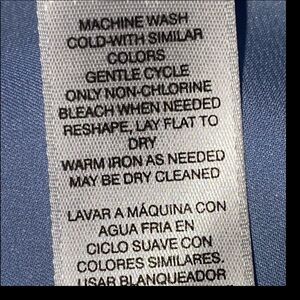 MACHINE WASH
COLD-WITH SIMILAR
COLORS
GENTLE CYCLE
ONLY NON-CHLORINE
BLEACH WHEN NEEDED
RESHAPE, LAY FLAT TO
DRY
WARM IRON AS NEEDED
MAY BE DRY CLEANED
LAVAR A MÁQUINA CON
AGUA FRIA EN
CICLO SUAVE CON
COLORES SIMILARES.
USAR BLANQUEADOR